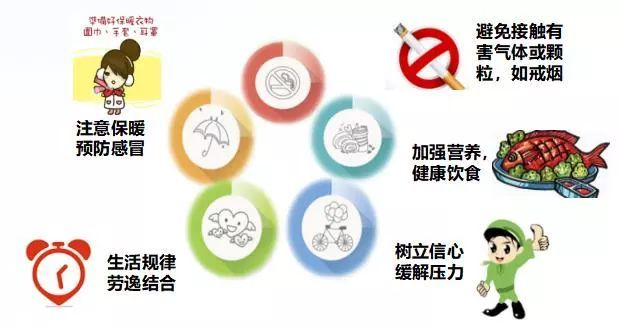 準備好保暖衣物
圍巾、手套、耳罩
注意保暖
预防感冒
避免接触有
害气体或颗
粒，如戒烟
加强营养，
健康饮食
树立信心
缓解压力
生活规律
劳逸结合